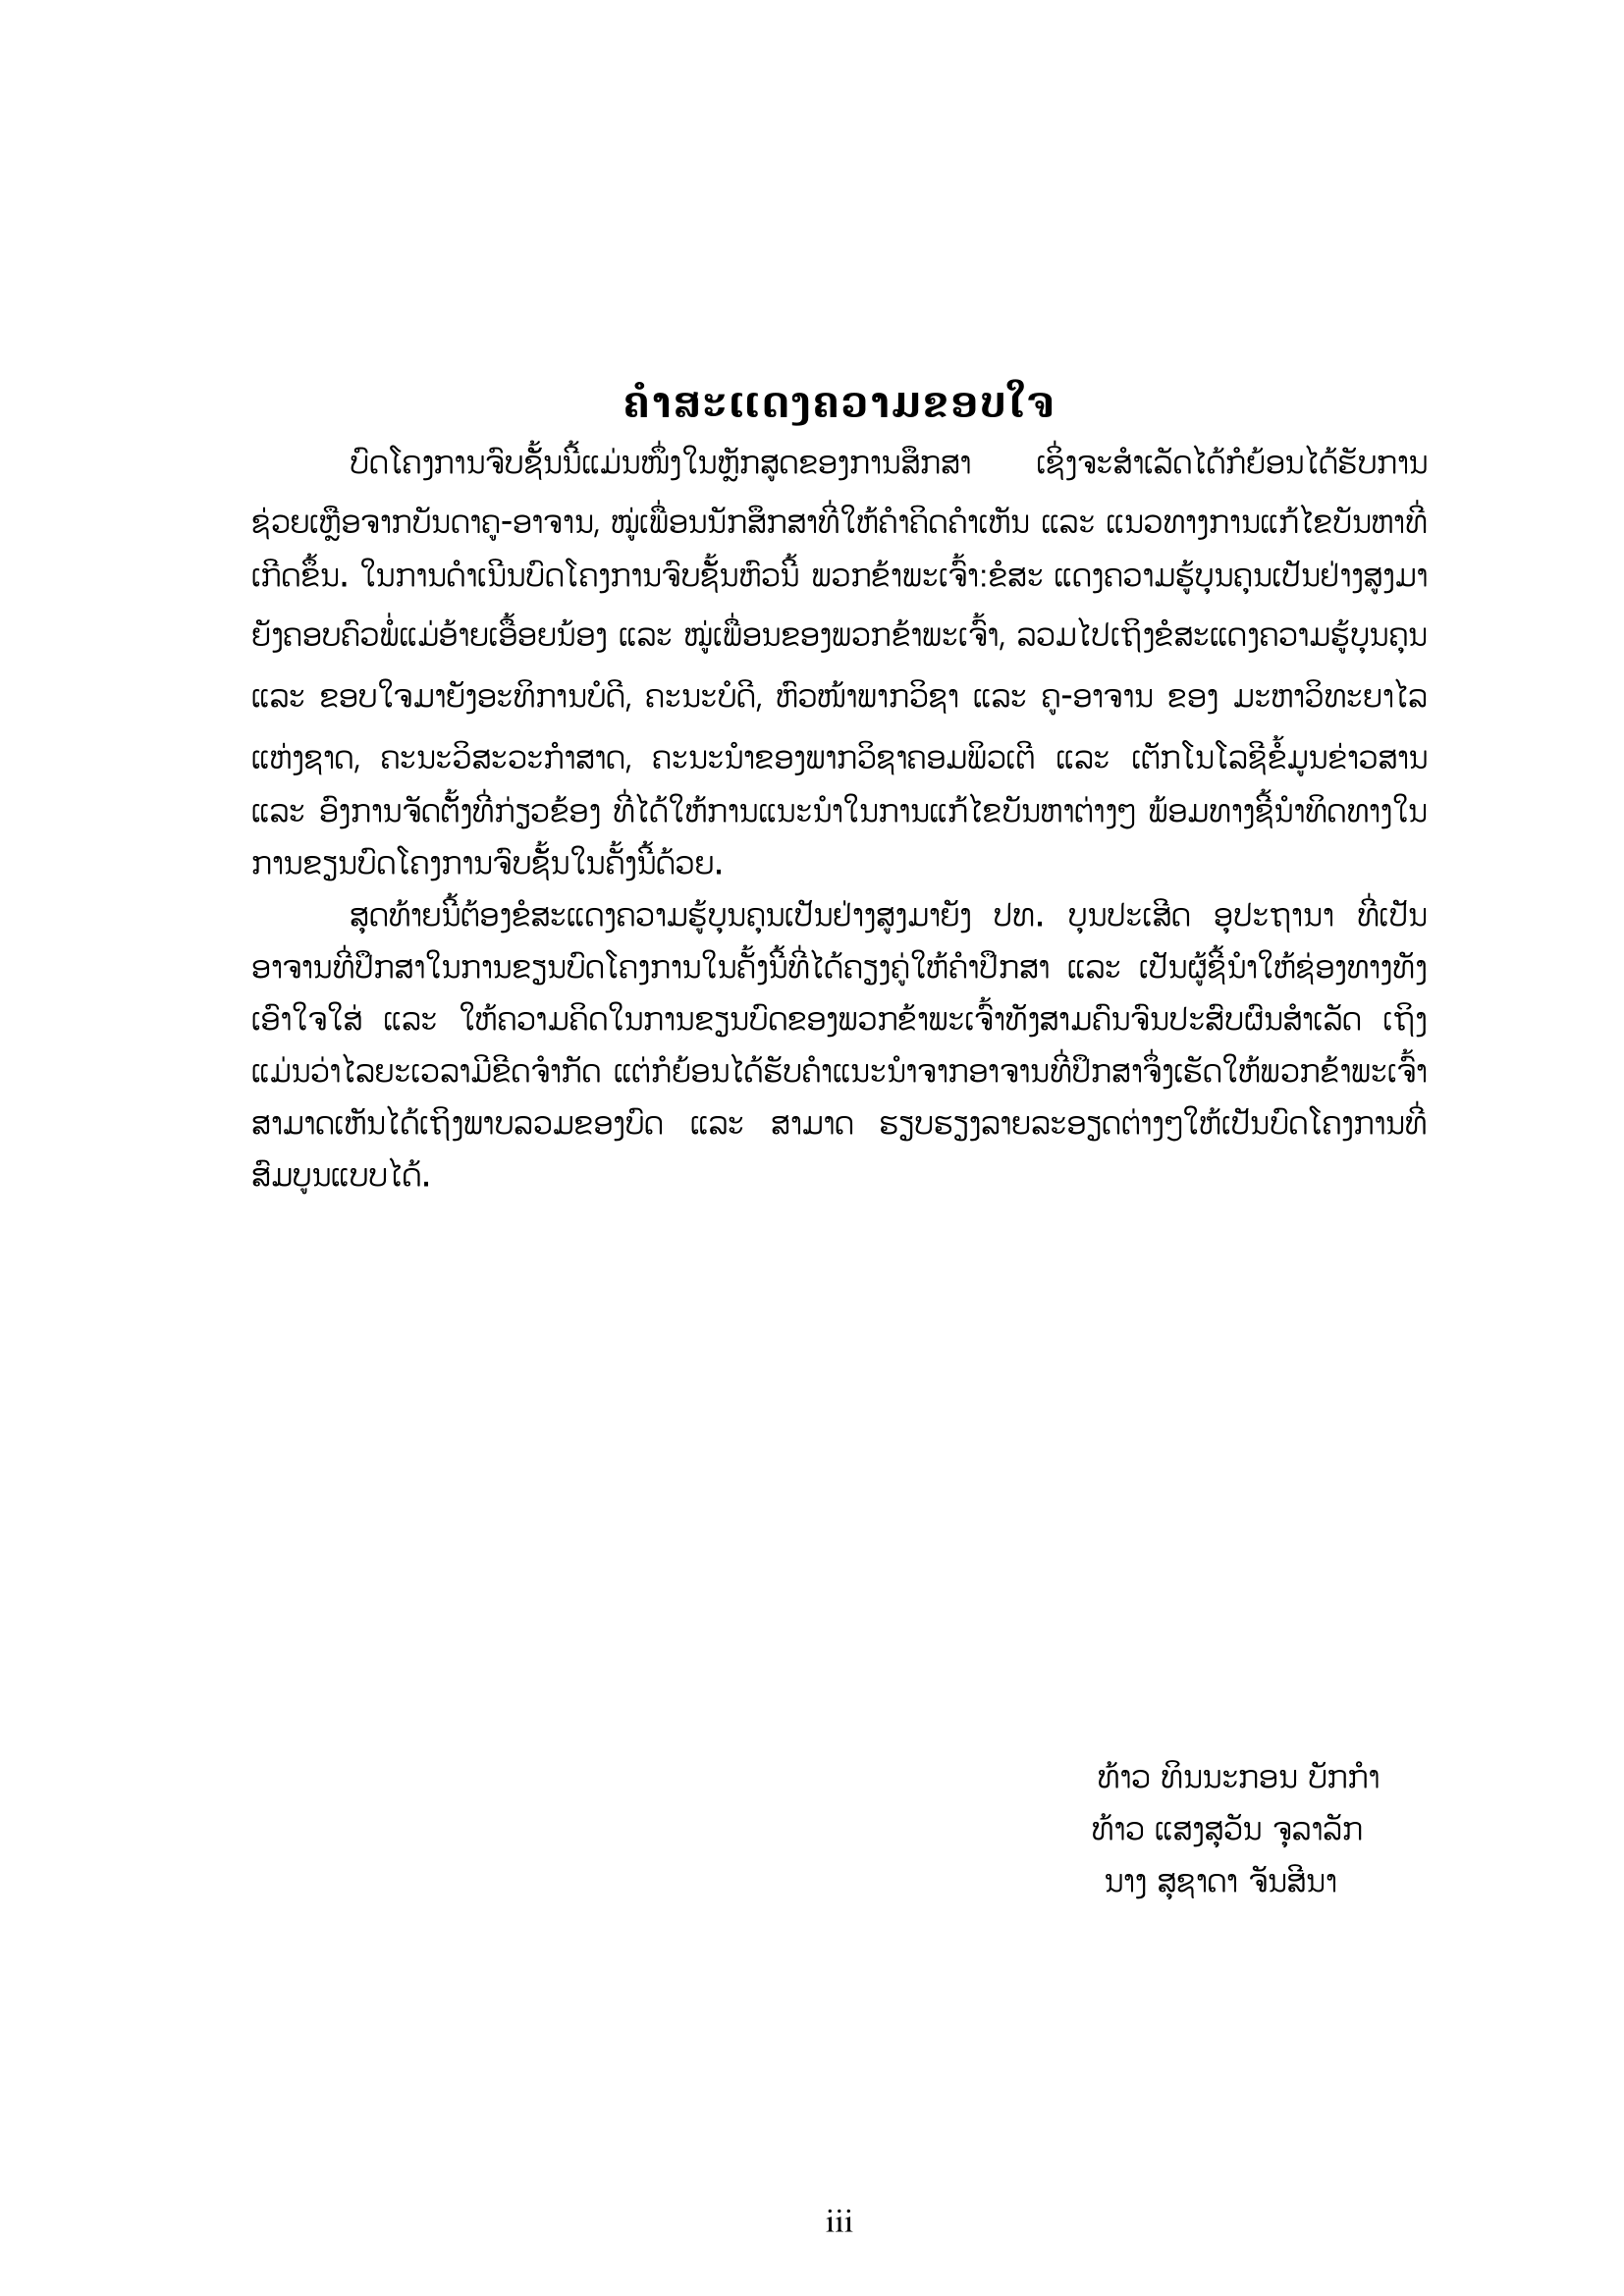 ຄຳສະແດງຄວາມຂອບໃຈ
ບົດໂຄງການຈົບຊັ້ນນີ້ແມ່ນໜຶ່ງໃນຫຼັກສູດຂອງການສຶກສາ ເຊິ່ງຈະສຳເລັດໄດ້ກໍຍ້ອນໄດ້ຮັບການ
ຊ່ວຍເຫຼືອຈາກບັນດາຄູ-ອາຈານ, ໝູ່ເພື່ອນນັກສຶກສາທີ່ໃຫ້ຄຳຄິດຄຳເຫັນ ແລະ ແນວທາງການແກ້ໄຂບັນຫາທີ່
ເກີດຂຶ້ນ. ໃນການດຳເນີນບົດໂຄງການຈົບຊັ້ນຫົວນີ້ ພວກຂ້າພະເຈົ້າ:ຂໍສະ ແດງຄວາມຮູ້ບຸນຄຸນເປັນຢ່າງສູງມາ
ຍັງຄອບຄົວພໍ່ແມ່ອ້າຍເອື້ອຍນ້ອງ ແລະ ໝູ່ເພື່ອນຂອງພວກຂ້າພະເຈົ້າ, ລວມໄປເຖິງຂໍສະແດງຄວາມຮູ້ບຸນຄຸນ
ແລະ ຂອບໃຈມາຍັງອະທິການບໍດີ, ຄະນະບໍດີ, ຫົວໜ້າພາກວິຊາ ແລະ ຄູ-ອາຈານ ຂອງ ມະຫາວິທະຍາໄລ
ແຫ່ງຊາດ, ຄະນະວິສະວະກຳສາດ, ຄະນະນຳຂອງພາກວິຊາຄອມພິວເຕີ ແລະ ເຕັກໂນໂລຊີຂໍ້ມູນຂ່າວສານ
ແລະ ອົງການຈັດຕັ້ງທີ່ກ່ຽວຂ້ອງ ທີ່ໄດ້ໃຫ້ການແນະນຳໃນການແກ້ໄຂບັນຫາຕ່າງໆ ພ້ອມທາງຊີ້ນຳທິດທາງໃນ
ການຂຽນບົດໂຄງການຈົບຊັ້ນໃນຄັ້ງນີ້ດ້ວຍ.
ສຸດທ້າຍນີ້ຕ້ອງຂໍສະແດງຄວາມຮູ້ບຸນຄຸນເປັນຢ່າງສູງມາຍັງ ປທ. ບຸນປະເສີດ ອຸປະຖານາ ທີ່ເປັນ
ອາຈານທີ່ປຶກສາໃນການຂຽນບົດໂຄງການໃນຄັ້ງນີ້ທີ່ໄດ້ຄຽງຄູ່ໃຫ້ຄຳປຶກສາ ແລະ ເປັນຜູ້ຊີ້ນຳໃຫ້ຊ່ອງທາງທັງ
ເອົາໃຈໃສ່ ແລະ ໃຫ້ຄວາມຄິດໃນການຂຽນບົດຂອງພວກຂ້າພະເຈົ້າທັງສາມຄົນຈົນປະສົບຜົນສຳເລັດ ເຖິງ
ແມ່ນວ່າໄລຍະເວລາມີຂີດຈຳກັດ ແຕ່ກໍຍ້ອນໄດ້ຮັບຄຳແນະນຳຈາກອາຈານທີ່ປຶກສາຈຶ່ງເຮັດໃຫ້ພວກຂ້າພະເຈົ້າ
ສາມາດເຫັນໄດ້ເຖິງພາບລວມຂອງບົດ ແລະ ສາມາດ ຮຽບຮຽງລາຍລະອຽດຕ່າງໆໃຫ້ເປັນບົດໂຄງການທີ່
ສົມບູນແບບໄດ້.
ທ້າວ ທິນນະກອນ ບັກກຳ
ທ້າວ ແສງສຸວັນ ຈຸລາລັກ
ນາງ ສຸຊາດາ ຈັນສີນາ
iii